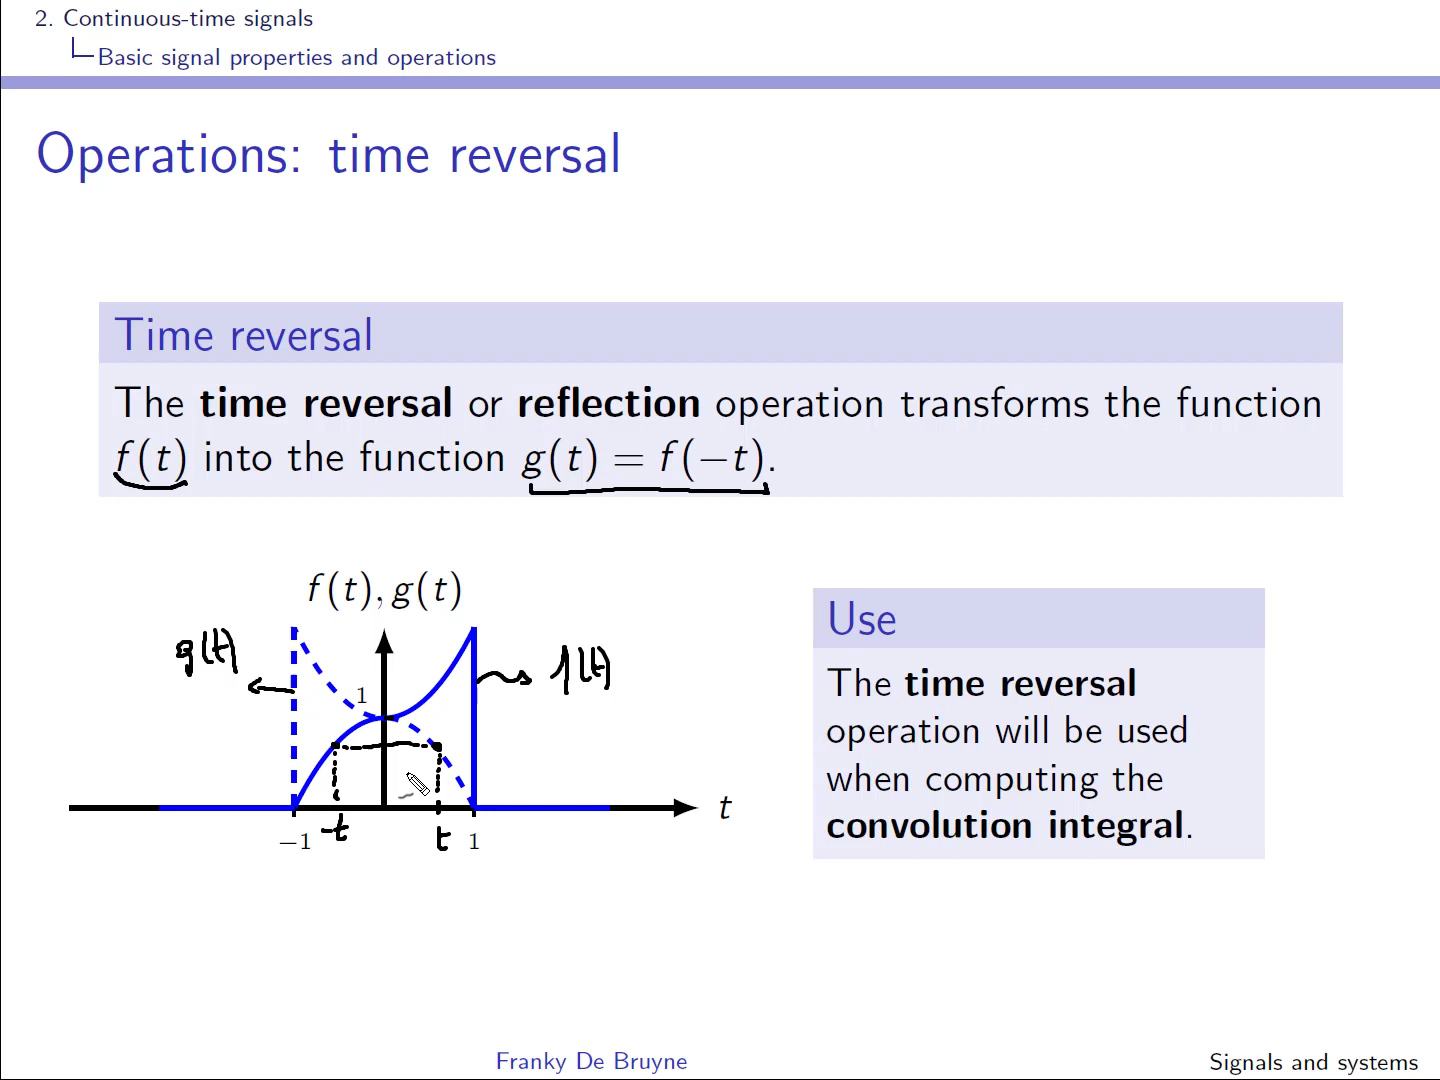 2. Continuous-time signals
Basic signal properties and operations
Operations: time reversal
Time reversal
The time reversal or reflection operation transforms the function
f(t) into the function g(t) = f(−t).
f(t), g(t)
g(t)
f(t)
1
t
−1
-t
t
1
Use
The time reversal
operation will be used
when computing the
convolution integral.
Franky De Bruyne
Signals and systems